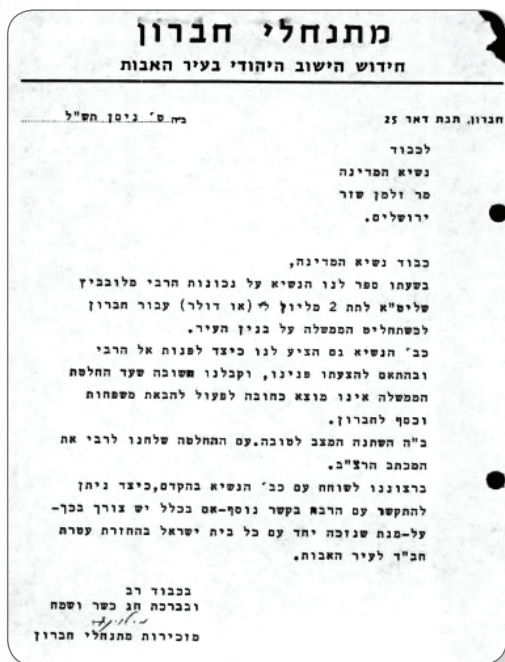 מתנחלי חברון
חידוש הישוב היהודי בעיר האבות
חברון, תנת דאר 25
ב״ה ט׳ ניסן תש״ל
לכבוד
נשיא המדינה
מר זלמן שזר
ירושלים.
כבוד נשיא המדינה,
בשעתו ספר לנו הנשיא על נכונות הרבי מלובביץ
שליט״א לתת 2 מליון ל״י (או דולר) עבור חברון
לכשתחליט הממשלה על בנין העיר.
כב׳ הנשיא גם הציע לנו כיצד לפנות אל הרבי
ובהתאם להצעתו פנינו, וקבלנו תשובה שעד החלטת
הממשלה אינו מוצא כחובה לפעול להבאת משפחות
וכסף לחברון.
ב״ה השתנה המצב לטובה.עם ההחלטה שלחנו לרבי את
המכתב הרצ״ב.
ברצוננו לשוחח עם כב׳ הנשיא בהקדם,כיצד ניתן
להתקשר עם הרבי בקשר נוסף-אם בכלל יש צורך בכך-
על-מנת שנזכה יחד עם כל בית ישראל בהחזרת עטרת
חב״ד לעיר האבות.
בכבוד רב
ובברכת חג כשר ושמח
מזכירות מתנחלי חברון